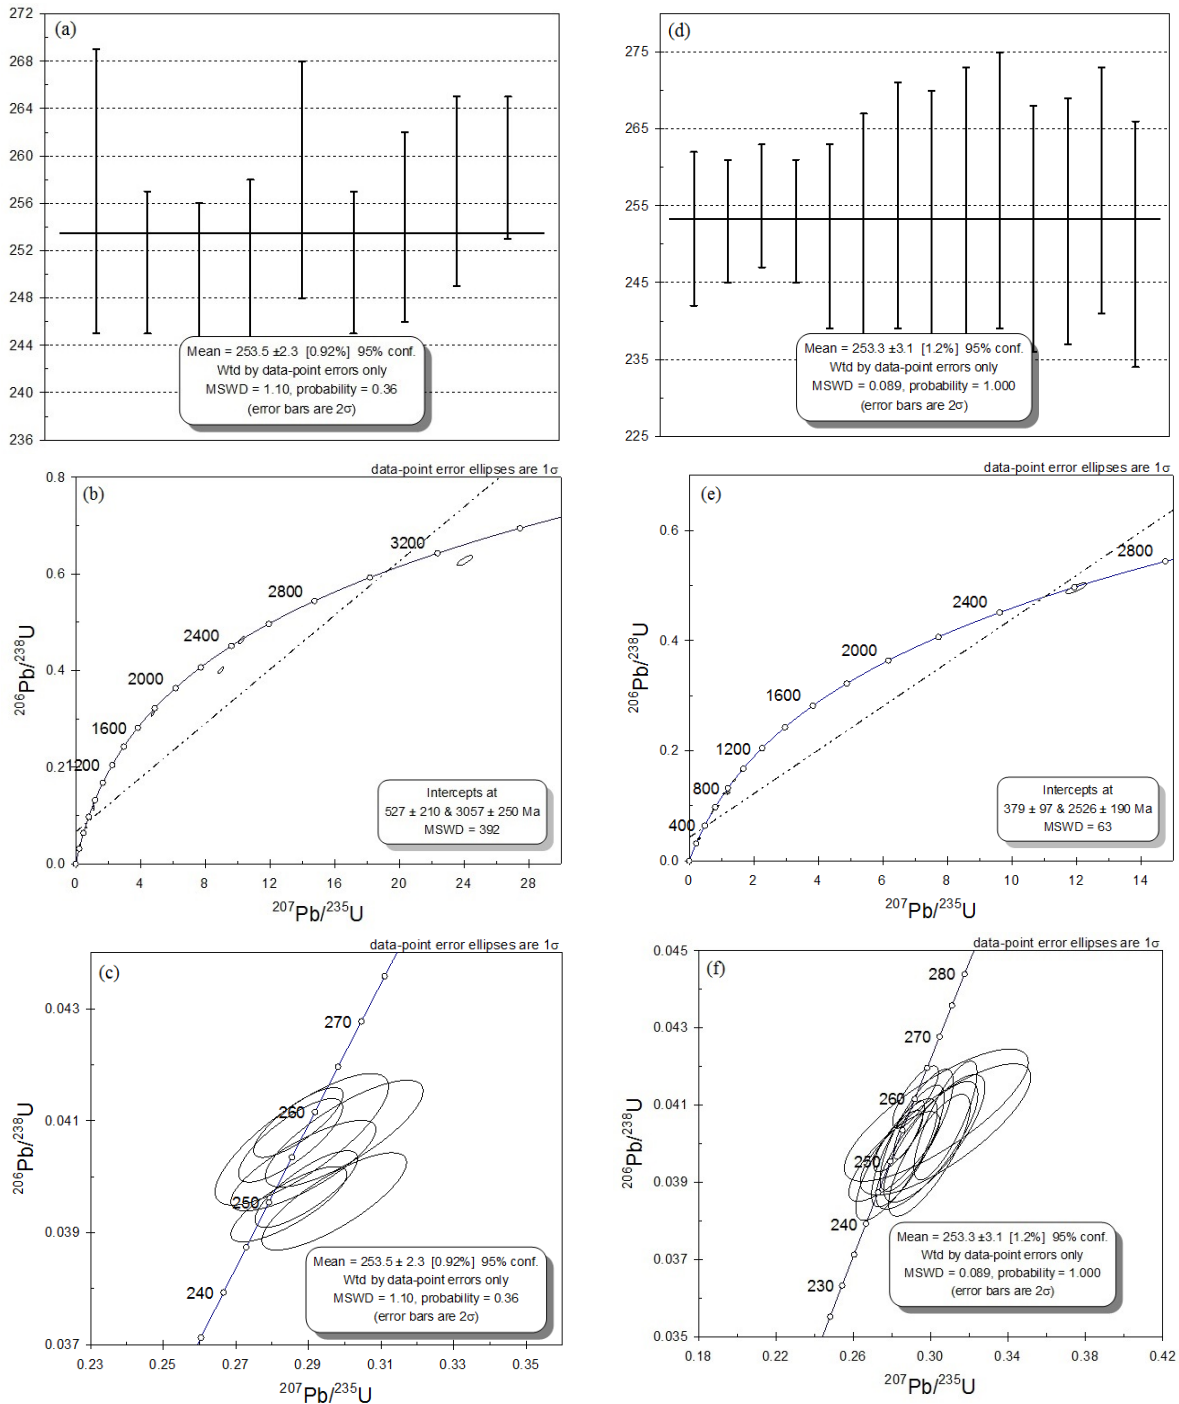 (a)
272
268
264
260
256
252
248
244
240
236
Mean = 253.5 ±2.3 [0.92%] 95% conf.
Wtd by data-point errors only
MSWD = 1.10, probability = 0.36
(error bars are 2σ)
(d)
275
265
255
245
235
225
Mean = 253.3 ±3.1 [1.2%] 95% conf.
Wtd by data-point errors only
MSWD = 0.089, probability = 1.000
(error bars are 2σ)
data-point error ellipses are 1σ
(b)
0.8
0.6
0.4
0.2
0.0
206Pb/238U
3200
2800
2400
2000
1600
1200
Intercepts at
527 ± 210 & 3057 ± 250 Ma
MSWD = 392
0
4
8
12
16
20
24
28
207Pb/235U
data-point error ellipses are 1σ
(e)
0.6
0.4
0.2
0.0
206Pb/238U
2800
2400
2000
1600
1200
800
400
Intercepts at
379 ± 97 & 2526 ± 190 Ma
MSWD = 63
0
2
4
6
8
10
12
14
207Pb/235U
data-point error ellipses are 1σ
(c)
0.043
0.041
0.039
0.037
206Pb/238U
270
260
250
240
Mean = 253.5 ± 2.3 [0.92%] 95% conf.
Wtd by data-point errors only
MSWD = 1.10, probability = 0.36
(error bars are 2σ)
0.23
0.25
0.27
0.29
0.31
0.33
0.35
207Pb/235U
data-point error ellipses are 1σ
(f)
0.045
0.043
0.041
0.039
0.037
0.035
206Pb/238U
280
270
260
250
240
230
Mean = 253.3 ±3.1 [1.2%] 95% conf.
Wtd by data-point errors only
MSWD = 0.089, probability = 1.000
(error bars are 2σ)
0.18
0.22
0.26
0.30
0.34
0.38
0.42
207Pb/235U